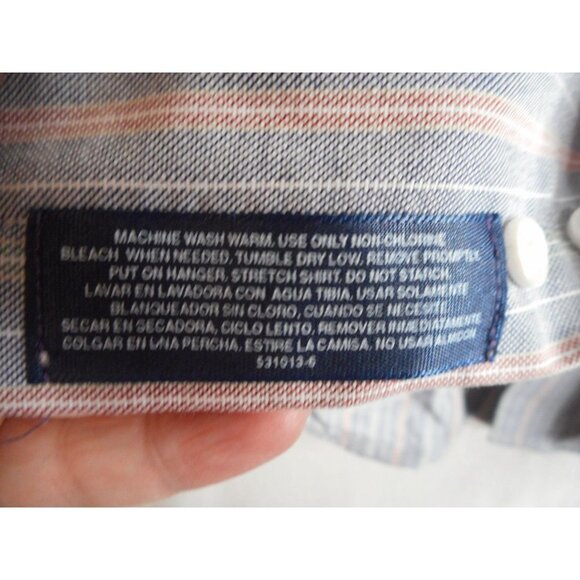 MACHINE WASH WARM. USE ONLY NON-CHLORINE
BLEACH WHEN NEEDED. TUMBLE DRY LOW. REMOVE PROMPTLY.
PUT ON HANGER, STRETCH SHIRT. DO NOT STARCH.
LAVAR EN LAVADORA CON AGUA TIBIA, USAR SOLAMENTE
BLANQUEADOR SIN CLORIO, CUANDO SE NECESITE
SECAR EN SECADORA, CICLO LENTO. REMOVER INMEDIATAMENTE
COLGAR EN UNA PERCHA, ESTIRE LA CAMISA. NO USAR ALMIDON
531013-6